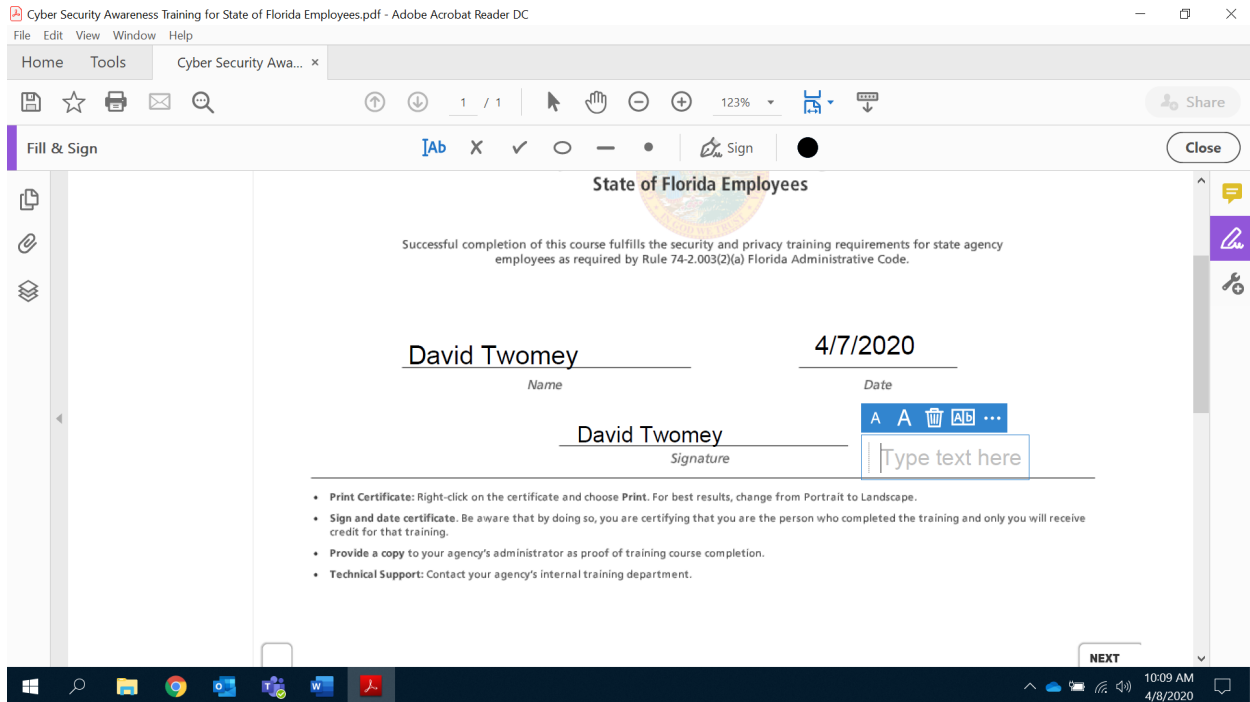 Cyber Security Awareness Training for State of Florida Employees.pdf - Adobe Acrobat Reader DC
File Edit View Window Help
Home Tools Cyber Security Awa... ×
1 / 1 123% Share
Fill & Sign Ab Sign Close
State of Florida Employees
IN GOD WE TRUST
Successful completion of this course fulfills the security and privacy training requirements for state agency
employees as required by Rule 74-2.003(2)(a) Florida Administrative Code.
David Twomey 4/7/2020
Name Date
A A Ab ...
David Twomey
Type text here
Signature
• Print Certificate: Right-click on the certificate and choose Print. For best results, change from Portrait to Landscape.
• Sign and date certificate. Be aware that by doing so, you are certifying that you are the person who completed the training and only you will receive
credit for that training.
• Provide a copy to your agency's administrator as proof of training course completion.
• Technical Support: Contact your agency's internal training department.
NEXT
10:09 AM
4/8/2020